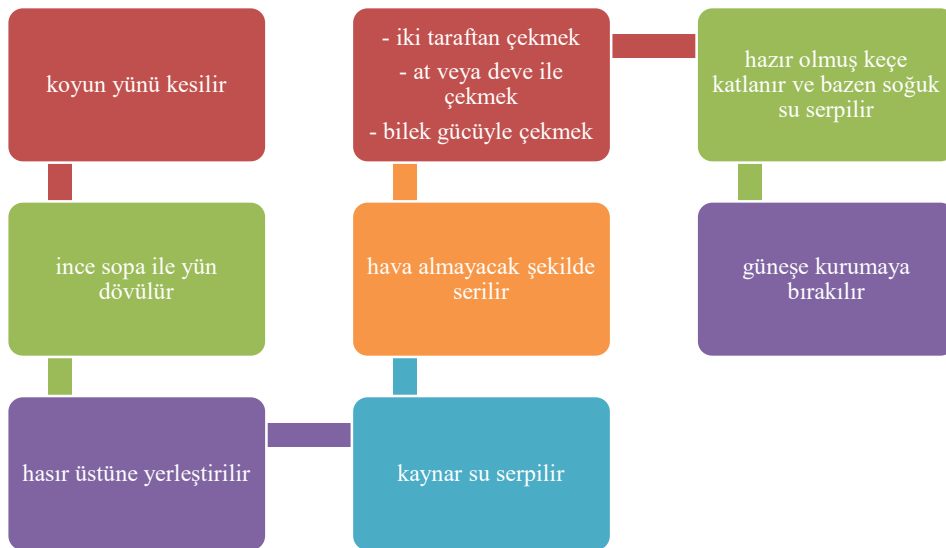 koyun yünü kesilir
ince sopa ile yün
dövülür
hasır üstüne yerleştirilir
kaynar su serpilir
hava almayacak şekilde
serilir
- iki taraftan çekmek
- at veya deve ile
çekmek
- bilek gücüyle çekmek
hazır olmuş keçe
katlanır ve bazen soğuk
su serpilir
güneşe kurumaya
bırakılır